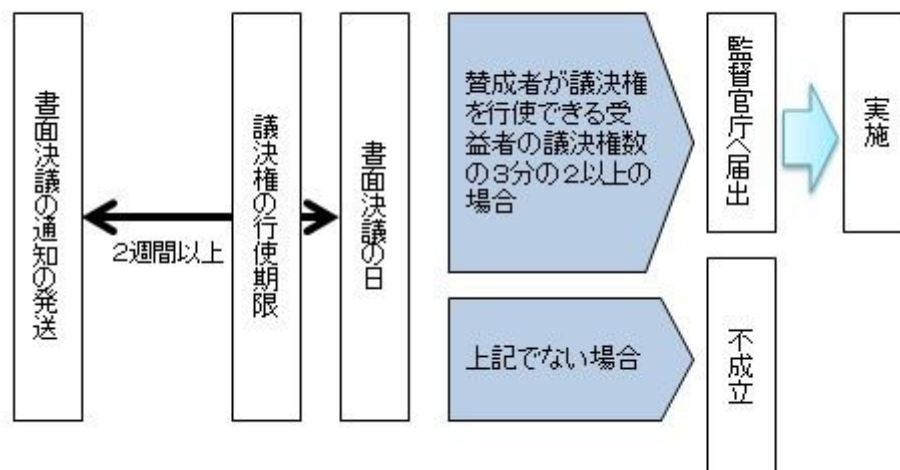 書面決議の通知の発送
2週間以上
議決権の行使期限
書面決議の日
賛成者が議決権
を行使できる受
益者の議決権数
の3分の2以上の
場合
監督官庁へ届出
実施
上記でない場合
不成立